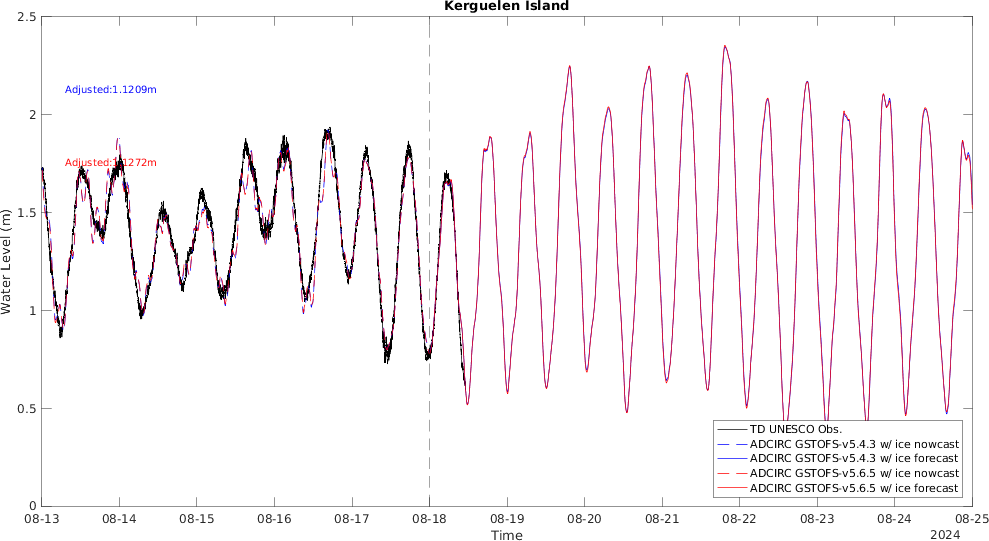 Kerguelen Island
2.5
2
1.5
1
0.5
0
Water Level (m)
Adjusted:1.1209m
Adjusted:1.1272m
TD UNESCO Obs.
ADCIRC GSTOFS-v5.4.3 w/ ice nowcast
ADCIRC GSTOFS-v5.4.3 w/ ice forecast
ADCIRC GSTOFS-v5.6.5 w/ ice nowcast
ADCIRC GSTOFS-v5.6.5 w/ ice forecast
08-13 08-14 08-15 08-16 08-17 08-18 08-19 08-20 08-21 08-22 08-23 08-24 08-25
Time
2024